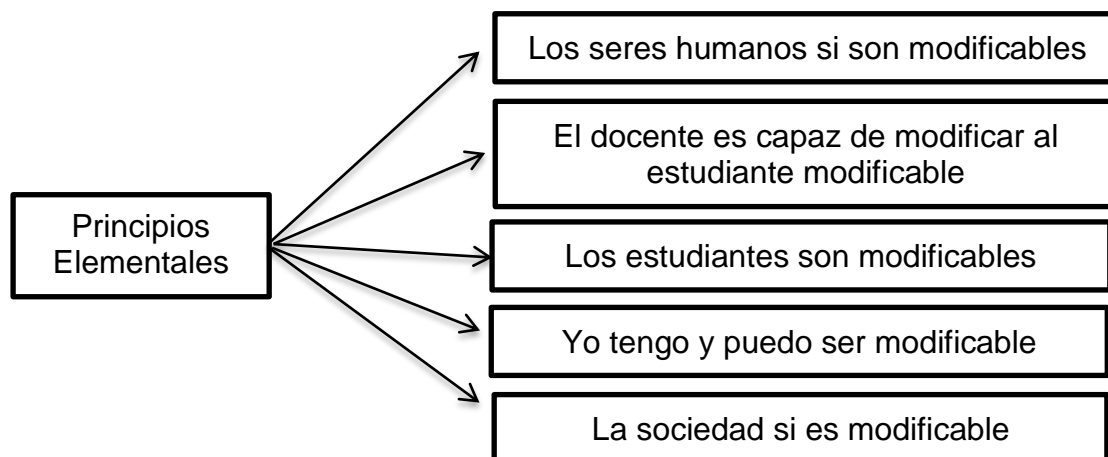 Principios
Elementales
Los seres humanos si son modificables
El docente es capaz de modificar al
estudiante modificable
Los estudiantes son modificables
Yo tengo y puedo ser modificable
La sociedad si es modificable